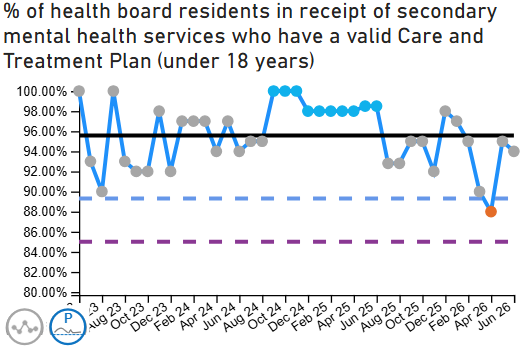 % of health board residents in receipt of secondary
mental health services who have a valid Care and
Treatment Plan (under 18 years)
100.00%
98.00%
96.00%
94.00%
92.00%
90.00%
88.00%
86.00%
84.00%
82.00%
80.00%
23
Aug 23
Oct 23
Dec 23
Feb 24
Apr 24
Jun 24
Aug 24
Oct 24
Dec 24
Feb 25
Apr 25
Jun 25
Aug 25
Oct 25
Dec 25
Feb 26
Apr 26
Jun 26
P